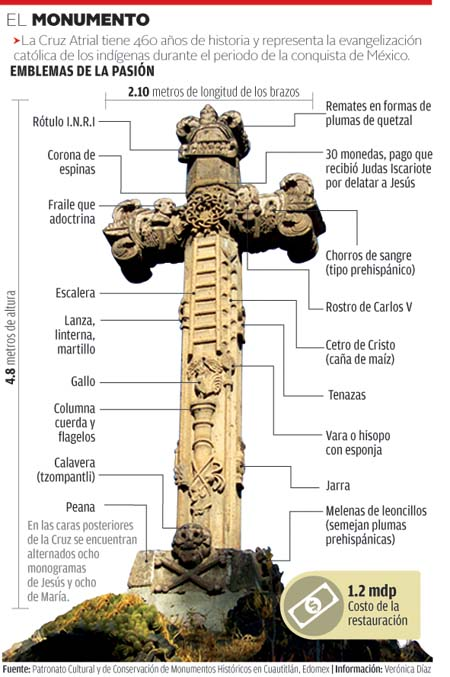 EL MONUMENTO
➤La Cruz Atrial tiene 460 años de historia y representa la evangelización
católica de los indígenas durante el periodo de la conquista de México.
EMBLEMAS DE LA PASIÓN
2.10 metros de longitud de los brazos
4.8 metros de altura
Rótulo I.N.R.I
Corona de
espinas
Fraile que
adoctrina
Escalera
Lanza,
linterna,
martillo
Gallo
Columna
cuerda y
flagelos
Calavera
(tzompantli)
Peana
En las caras posteriores
de la Cruz se encuentran
alternados ocho
monogramas
de Jesús y ocho
de María.
Remates en formas de
plumas de quetzal
30 monedas, pago que
recibió Judas Iscariote
por delatar a Jesús
Chorros de sangre
(tipo prehispánico)
Rostro de Carlos V
Cetro de Cristo
(caña de maíz)
Tenazas
Vara o hisopo
con esponja
Jarra
Melenas de leoncillos
(semejan plumas
prehispánicas)
$
1.2 mdp
Costo de la
restauración
Fuente: Patronato Cultural y de Conservación de Monumentos Históricos en Cuautitlán, Edomex | Información: Verónica Díaz